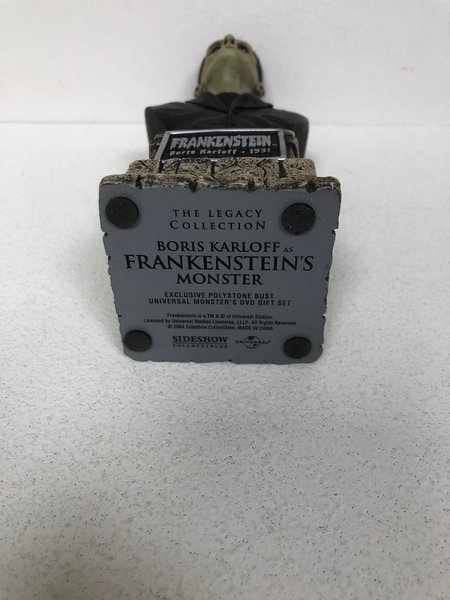 FRANKENSTEIN
Boris Karloff · 1931
THE LEGACY
COLLECTION
BORIS KARLOFF AS
FRANKENSTEIN'S
MONSTER
EXCLUSIVE POLYSTONE BUST
UNIVERSAL MONSTER'S DVD GIFT SET
Frankenstein is a TM & © of Universal Studios.
Licensed by Universal Studios Licensing, LLLP. All Rights Reserved.
© 2004 Sideshow Collectibles. MADE IN CHINA.
SIDESHOW UNIVERSAL
COLLECTIBLES